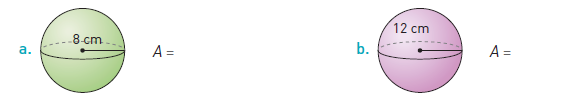 a. 8 cm A =
b. 12 cm A =